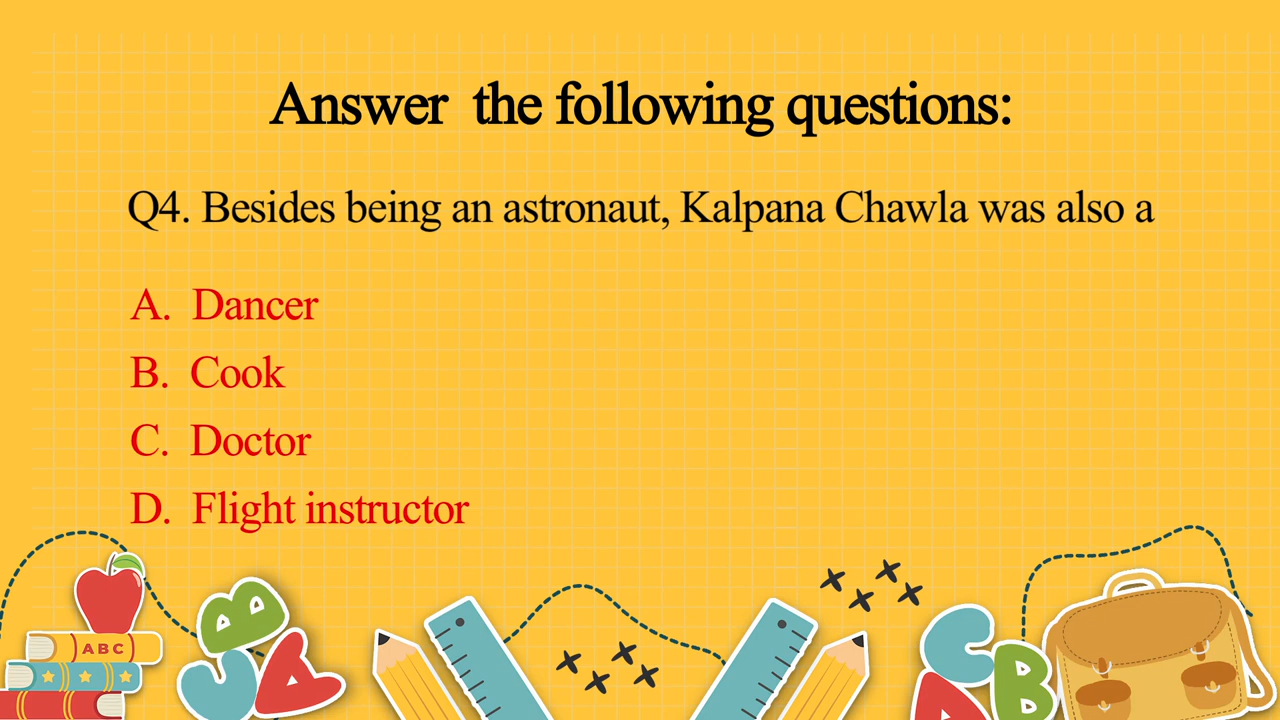 Answer the following questions:
Q4. Besides being an astronaut, Kalpana Chawla was also a
A. Dancer
B. Cook
C. Doctor
D. Flight instructor
ABC
C B A
C B A